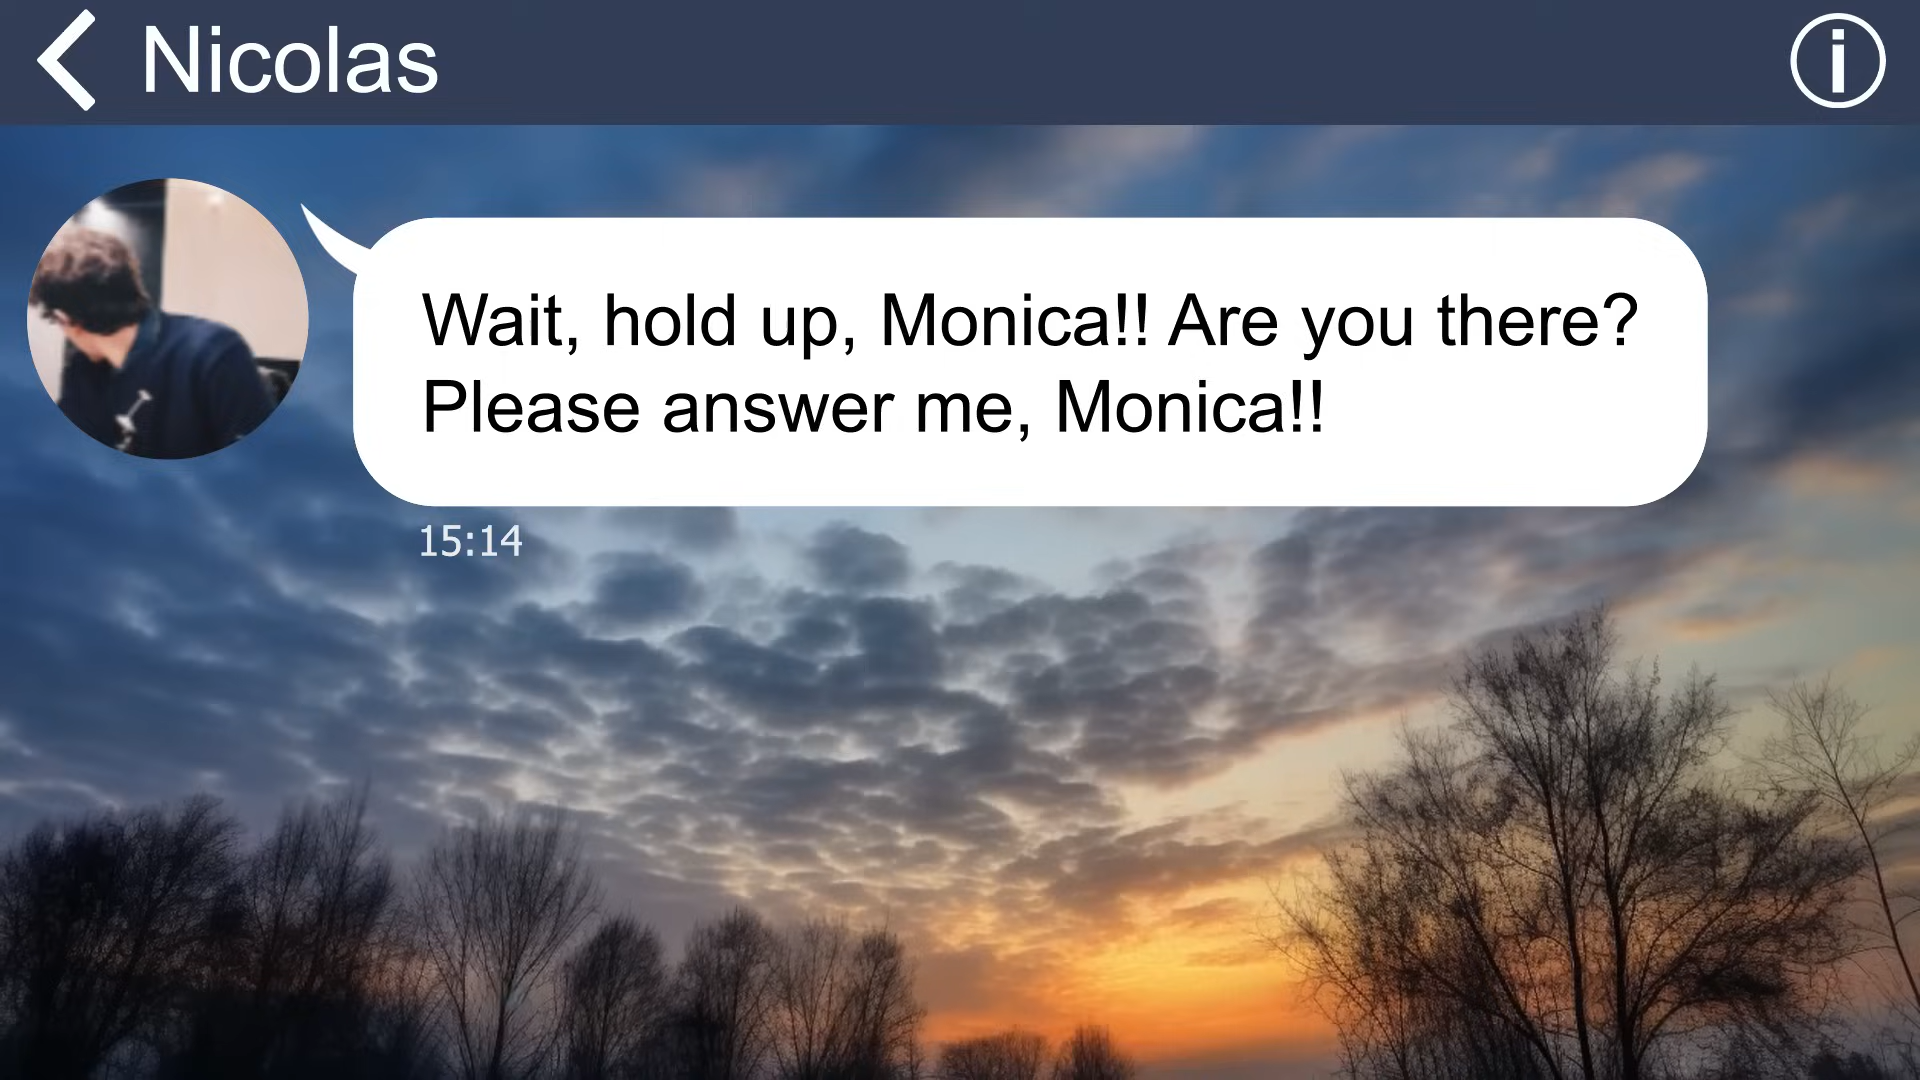 Nicolas
Wait, hold up, Monica!! Are you there?
Please answer me, Monica!!
15:14